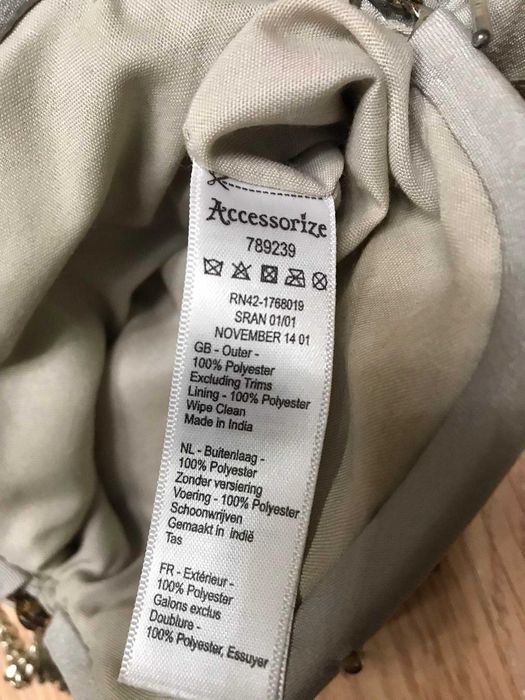 Accessorize
789239
RN42-1768019
SRAN 01/01
NOVEMBER 14 01
GB - Outer -
100% Polyester
Excluding Trims
Lining - 100% Polyester
Wipe Clean
Made in India
NL - Buitenlaag -
100% Polyester
Zonder versiering
Voering - 100% Polyester
Schoonwrijven
Gemaakt in indië
Tas
FR - Extérieur -
100% Polyester
Galons exclus
Doublure -
100% Polyester, Essuyer